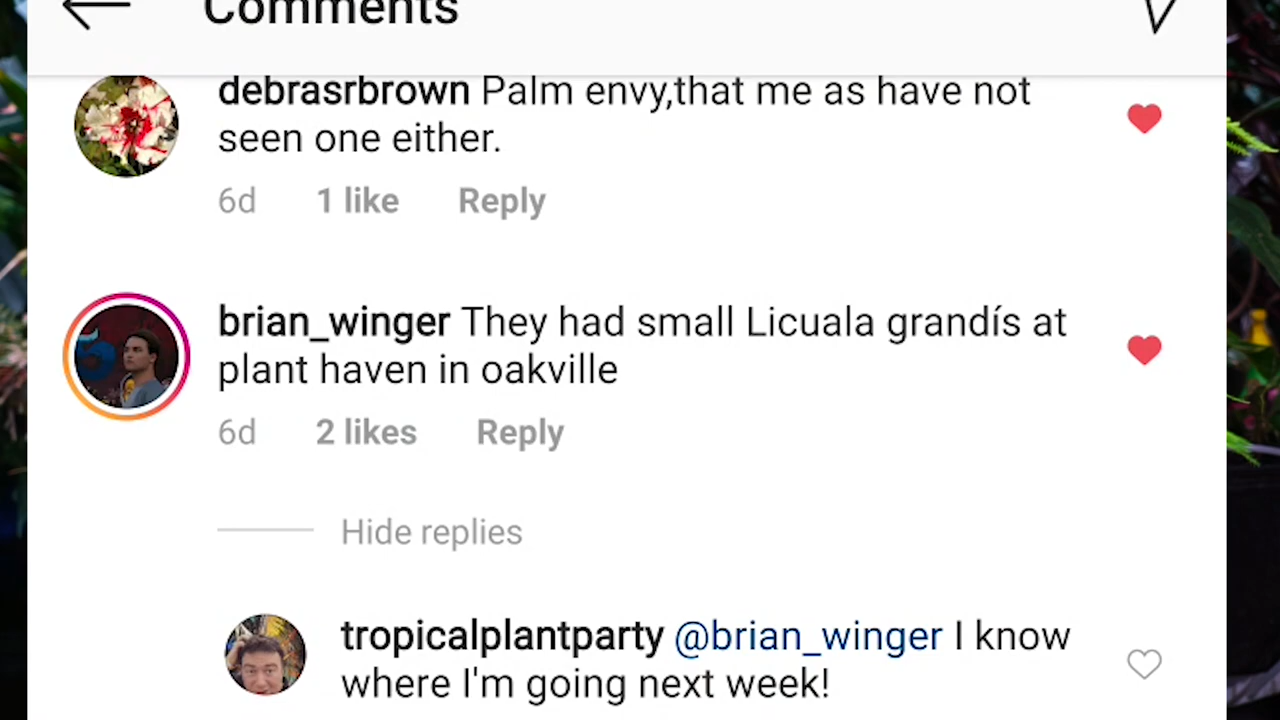 Comments
debrasrbrown Palm envy,that me as have not
seen one either.
6d 1 like Reply
brian_winger They had small Licuala grandís at
plant haven in oakville
6d 2 likes Reply
Hide replies
tropicalplantparty @brian_winger I know
where I'm going next week!